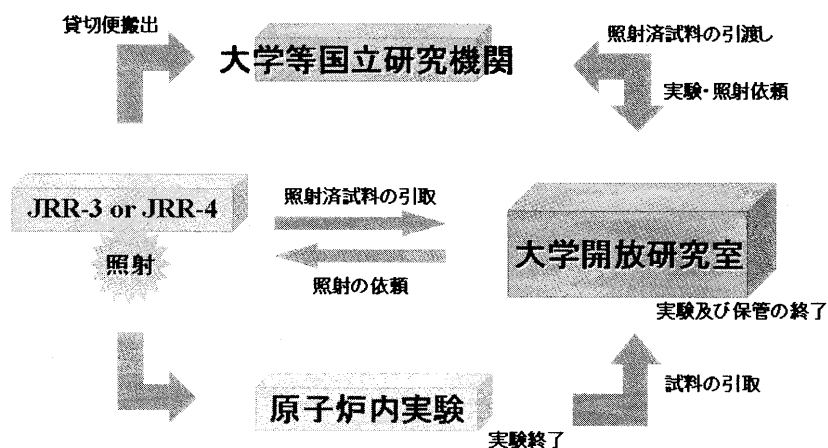 貸切便搬出
大学等国立研究機関
照射済試料の引渡し
実験・照射依頼
JRR-3 or JRR-4
照射
照射済試料の引取
照射の依頼
大学開放研究室
実験及び保管の終了
原子炉内実験
実験終了
試料の引取